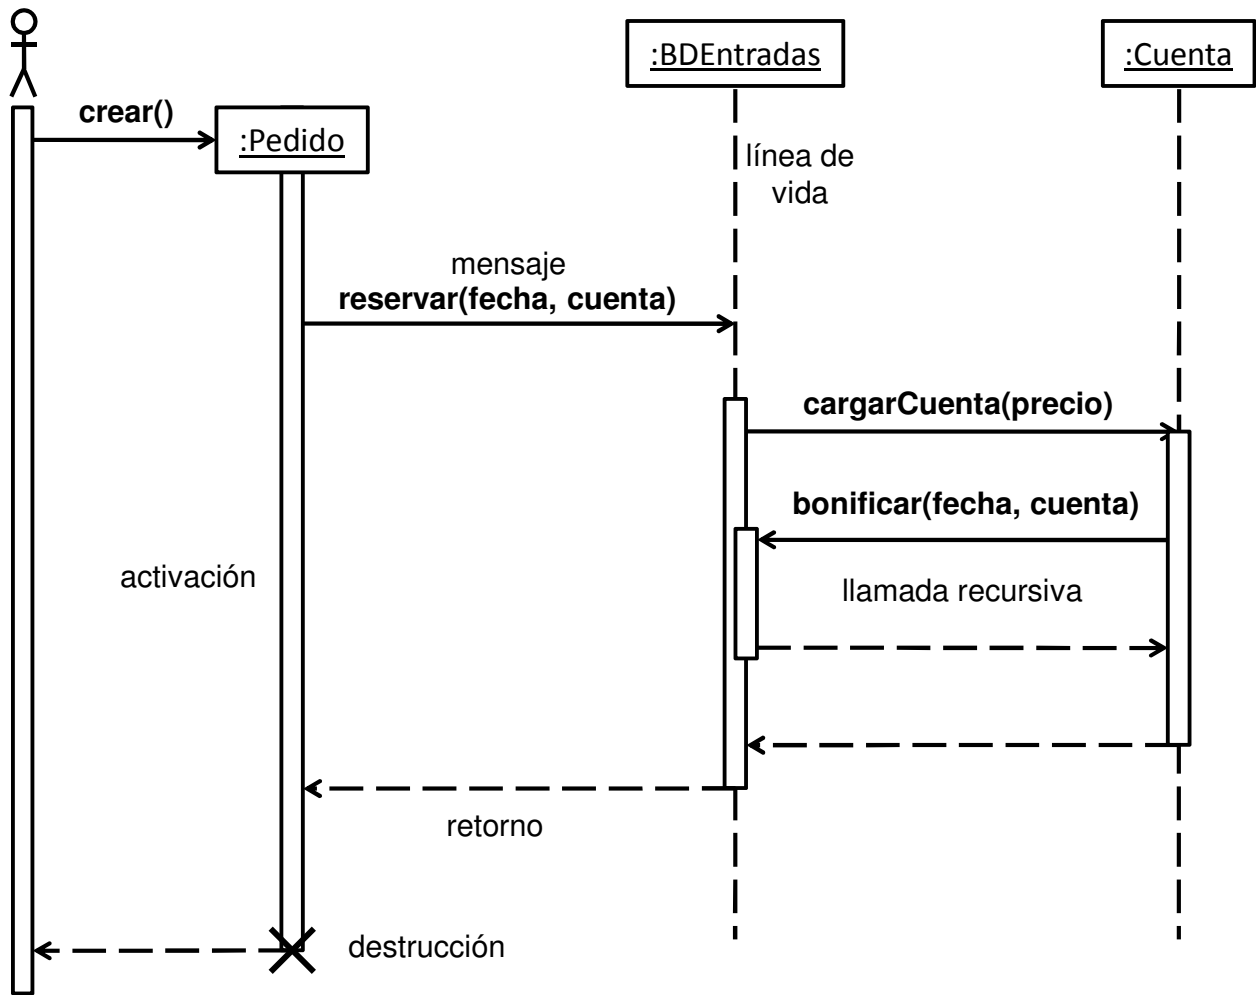 :BDEntradas
:Cuenta
crear()
:Pedido
línea de
vida
mensaje
reservar(fecha, cuenta)
cargarCuenta(precio)
bonificar(fecha, cuenta)
activación
llamada recursiva
retorno
destrucción